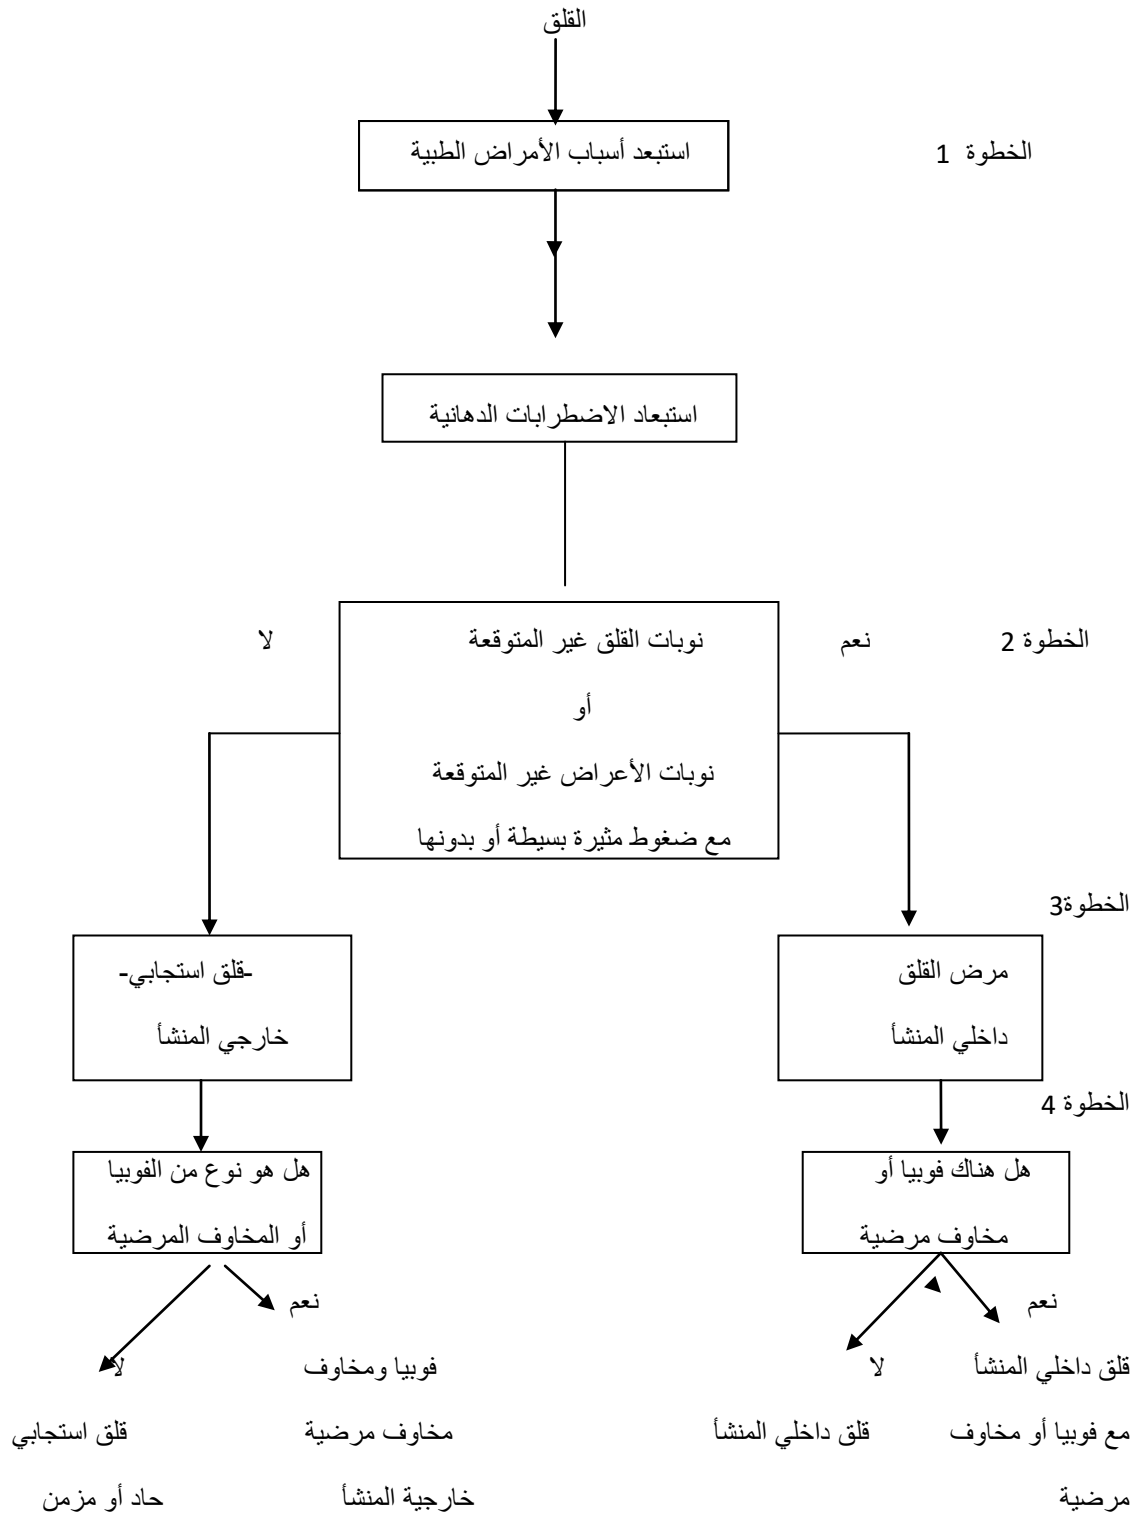 القلق
الخطوة 1
استبعد أسباب الأمراض الطبية
استبعاد الاضطرابات الدهانية
الخطوة 2
نعم
نوبات القلق غير المتوقعة
لا
أو
نوبات الأعراض غير المتوقعة
مع ضغوط مثيرة بسيطة أو بدونها
الخطوة3
مرض القلق
داخلي المنشأ
-قلق استجابي-
خارجي المنشأ
الخطوة 4
هل هناك فوبيا أو
مخاوف مرضية
هل هو نوع من الفوبيا
أو المخاوف المرضية
نعم
قلق داخلي المنشأ
مع فوبيا أو مخاوف
مرضية
لا
قلق داخلي المنشأ
نعم
فوبيا ومخاوف
مخاوف مرضية
خارجية المنشأ
لا
قلق استجابي
حاد أو مزمن